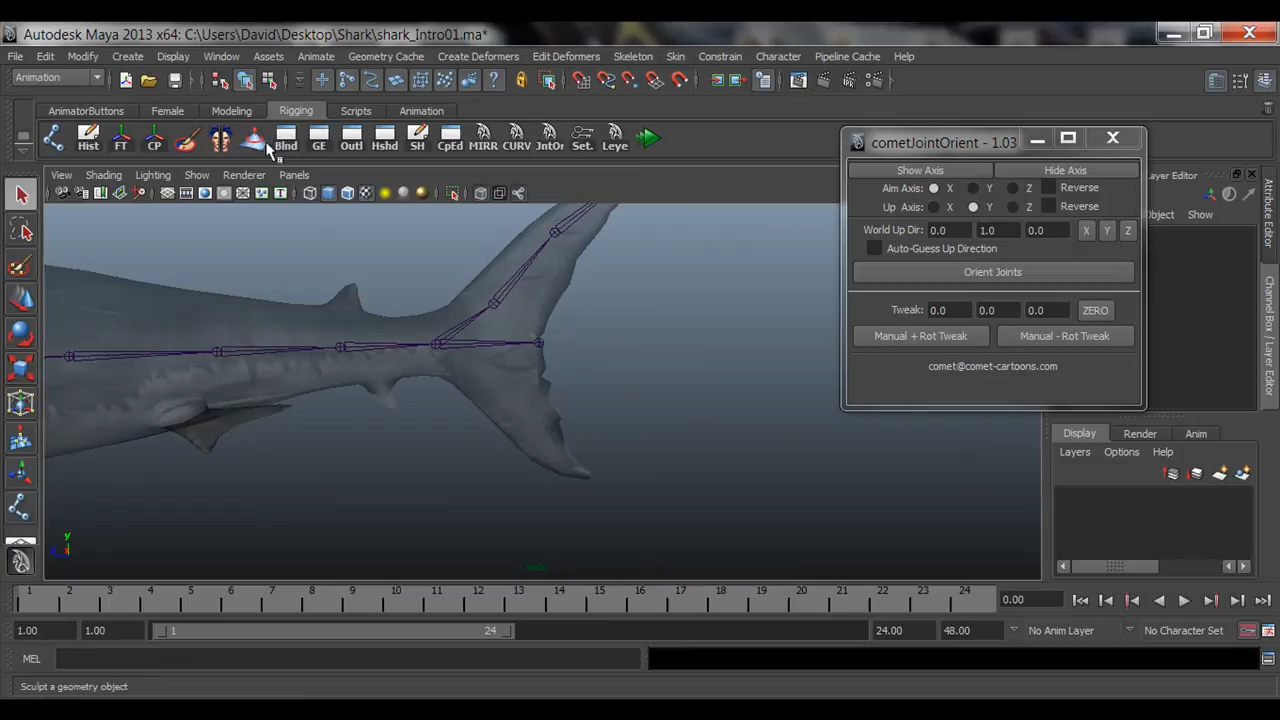 Autodesk Maya 2013 x64: C:\Users\David\Desktop\Shark\shark_Intro01.ma*
File Edit Modify Create Display Window Assets Animate Geometry Cache Create Deformers Edit Deformers Skeleton Skin Constrain Character Pipeline Cache Help
Animation
AnimatorButtons Female Modeling Rigging Scripts Animation
Hist FT CP Blnd GE Outl Hshd SH CpEd MIRR CURV JntOr Set. Leye
View Shading Lighting Show Renderer Panels
cometJointOrient - 1.03
Show Axis Hide Axis
Aim Axis: X Y Z Reverse
Up Axis: X Y Z Reverse
World Up Dir: 0.0 1.0 0.0 X Y Z
Auto-Guess Up Direction
Orient Joints
Tweak: 0.0 0.0 0.0 ZERO
Manual + Rot Tweak Manual - Rot Tweak
comet@comet-cartoons.com
Layer Editor
Object Show
Attribute Editor
Channel Box / Layer Editor
Display Render Anim
Layers Options Help
y
1 2 3 4 5 6 7 8 9 10 11 12 13 14 15 16 17 18 19 20 21 22 23 24
0.00
1.00 1.00 1 24 24.00 48.00 No Anim Layer No Character Set
MEL
Sculpt a geometry object